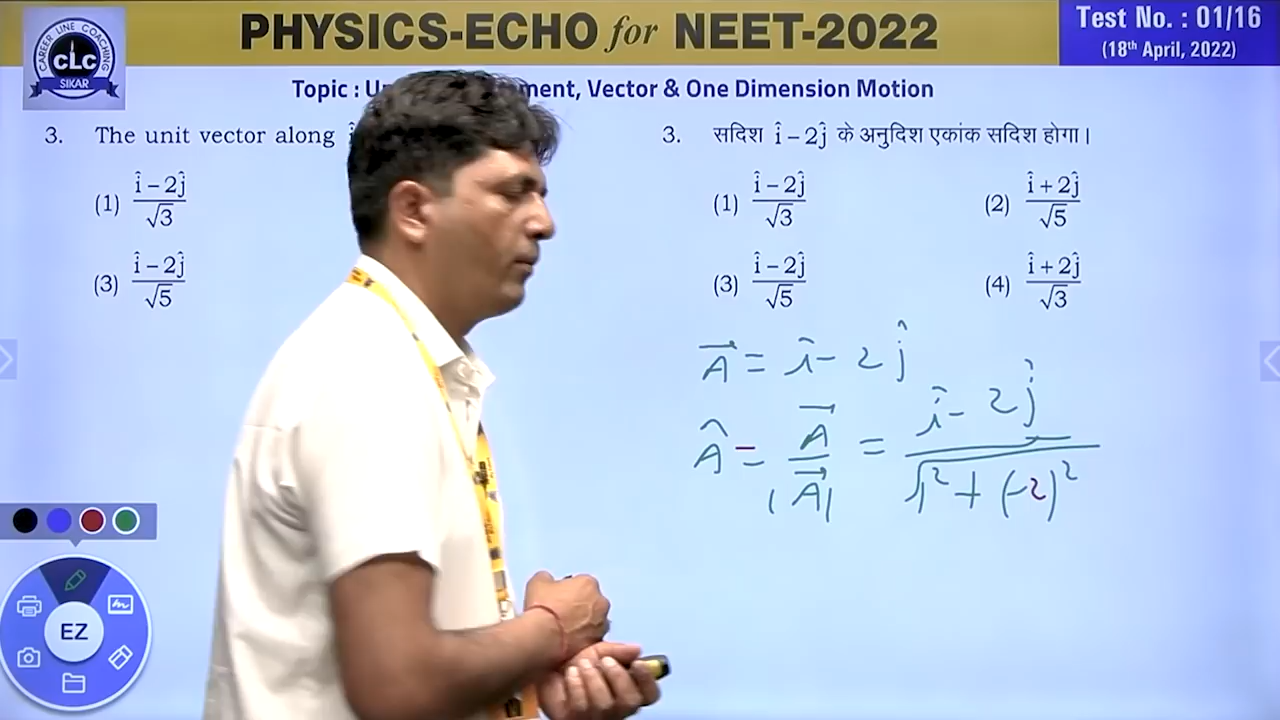 PHYSICS-ECHO for NEET-2022
Test No. : 01/16
(18th April, 2022)
CAREER LINE COACHING
CLC
SIKAR
Topic : Vector & One Dimension Motion
3. The unit vector along
(1) î – 2ĵ / √3
(3) î – 2ĵ / √5
3. सदिश î – 2ĵ के अनुदिश एकांक सदिश होगा।
(1) î – 2ĵ / √3
(2) î + 2ĵ / √5
(3) î – 2ĵ / √5
(4) î + 2ĵ / √3
A⃗ = î – 2ĵ
Â = A⃗ / |A⃗| = î – 2ĵ / √1² + (-2)²
EZ